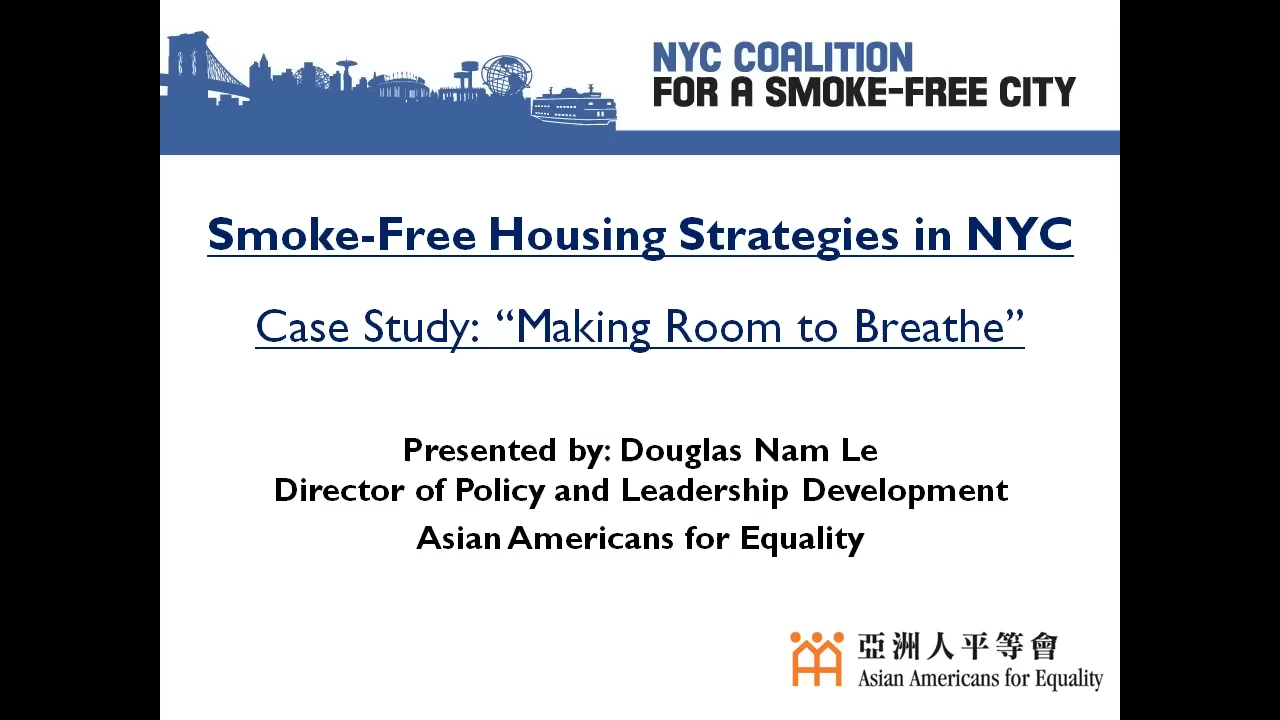 NYC COALITION
FOR A SMOKE-FREE CITY
Smoke-Free Housing Strategies in NYC
Case Study: “Making Room to Breathe”
Presented by: Douglas Nam Le
Director of Policy and Leadership Development
Asian Americans for Equality
亞洲人平等會
Asian Americans for Equality